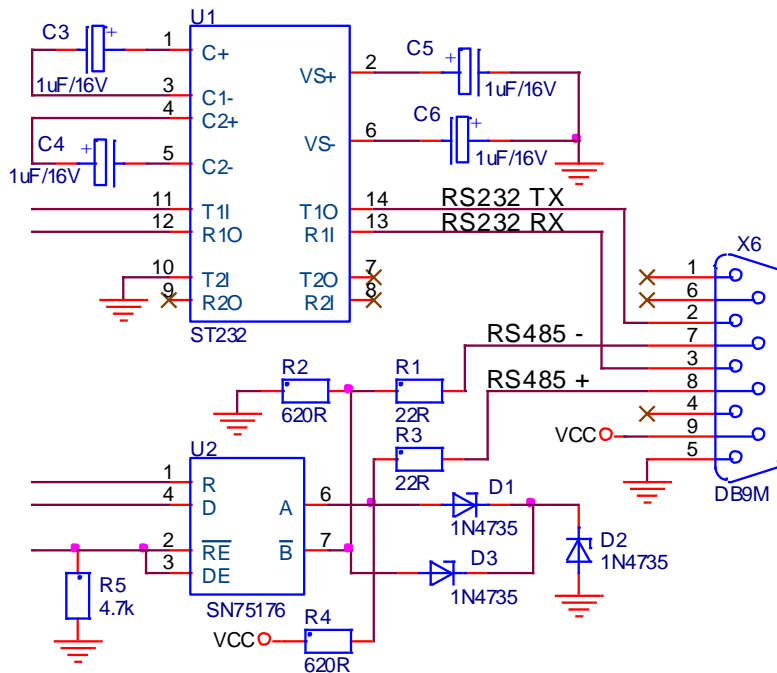 U1
C3
1uF/16V
1
C+
3
C1-
4
C2+
C4
1uF/16V
5
C2-
11
T1I
12
R1O
10
T2I
9
R2O
ST232
VS+
2
C5
1uF/16V
VS-
6
C6
1uF/16V
T1O
14
RS232 TX
R1I
13
RS232 RX
T2O
7
R2I
8
X6
1
6
2
7
3
8
4
9
5
DB9M
RS485 -
RS485 +
VCC
R2
620R
R1
22R
R3
22R
U2
1
R
4
D
2
RE
3
DE
A
6
B
7
SN75176
R5
4.7k
D1
1N4735
D3
1N4735
D2
1N4735
VCC
R4
620R
+
+
+
+